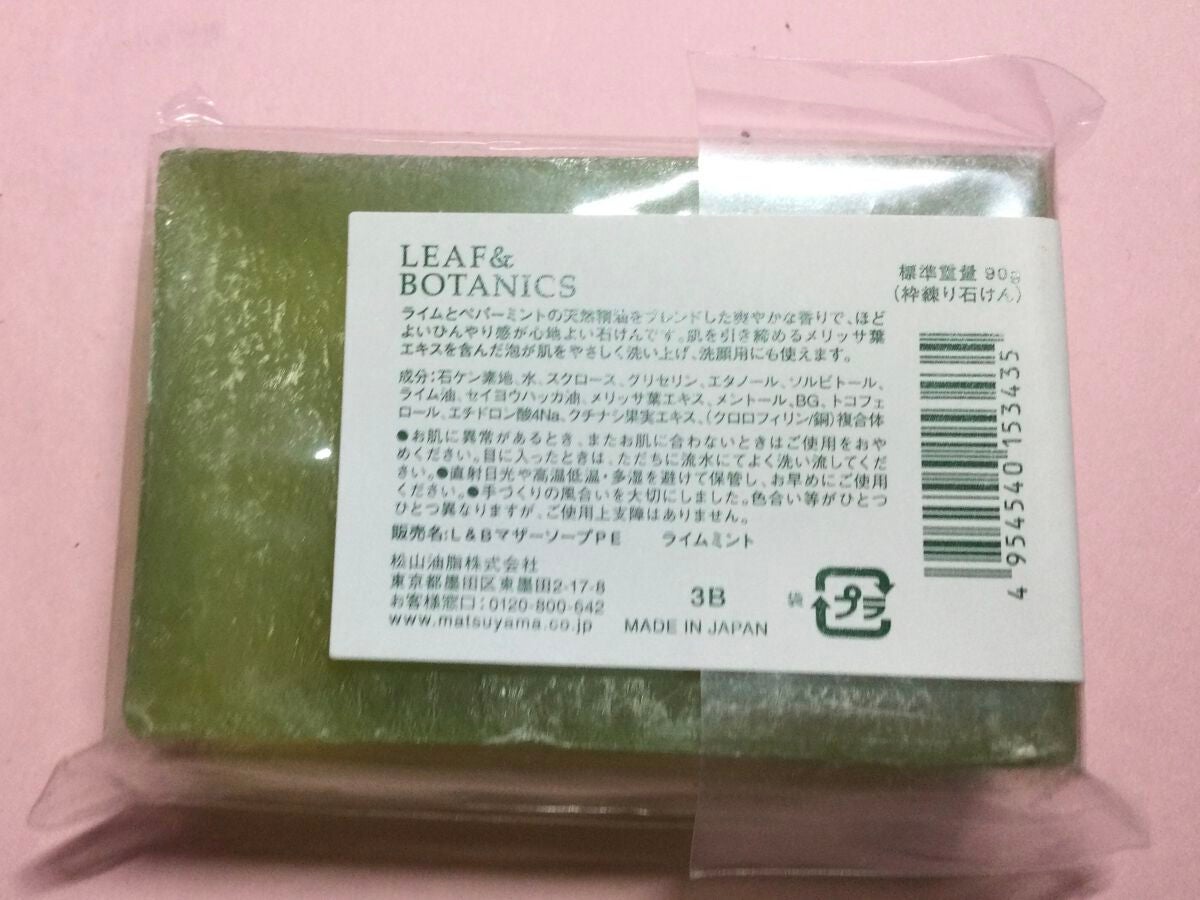 LEAF&
BOTANICS
標準重量 90g
(枠練り石けん)
ライムとペパーミントの天然精油をブレンドした爽やかな香りで、ほど
よいひんやり感が心地よい石けんです。肌を引き締めるメリッサ葉
エキスを含んだ泡が肌をやさしく洗い上げ、洗顔用にも使えます。
成分:石ケン素地、水、スクロース、グリセリン、エタノール、ソルビトール、
ライム油、セイヨウハッカ油、メリッサ葉エキス、メントール、BG、トコフェ
ロール、エチドロン酸4Na、クチナシ果実エキス、(クロロフィリン/銅)複合体
●お肌に異常があるとき、またお肌に合わないときはご使用をおや
めください。目に入ったときは、ただちに流水にてよく洗い流してくだ
さい。●直射日光や高温低温・多湿を避けて保管し、お早めにご使用
ください。●手づくりの風合いを大切にしました。色合い等がひとつ
ひとつ異なりますが、ご使用上支障はありません。
販売名:L&BマザーソープPE ライムミント
松山油脂株式会社
東京都墨田区東墨田2-17-8
お客様窓口:0120-800-642
www.matsuyama.co.jp
3B
MADE IN JAPAN
袋
プラ
4 954540 153435